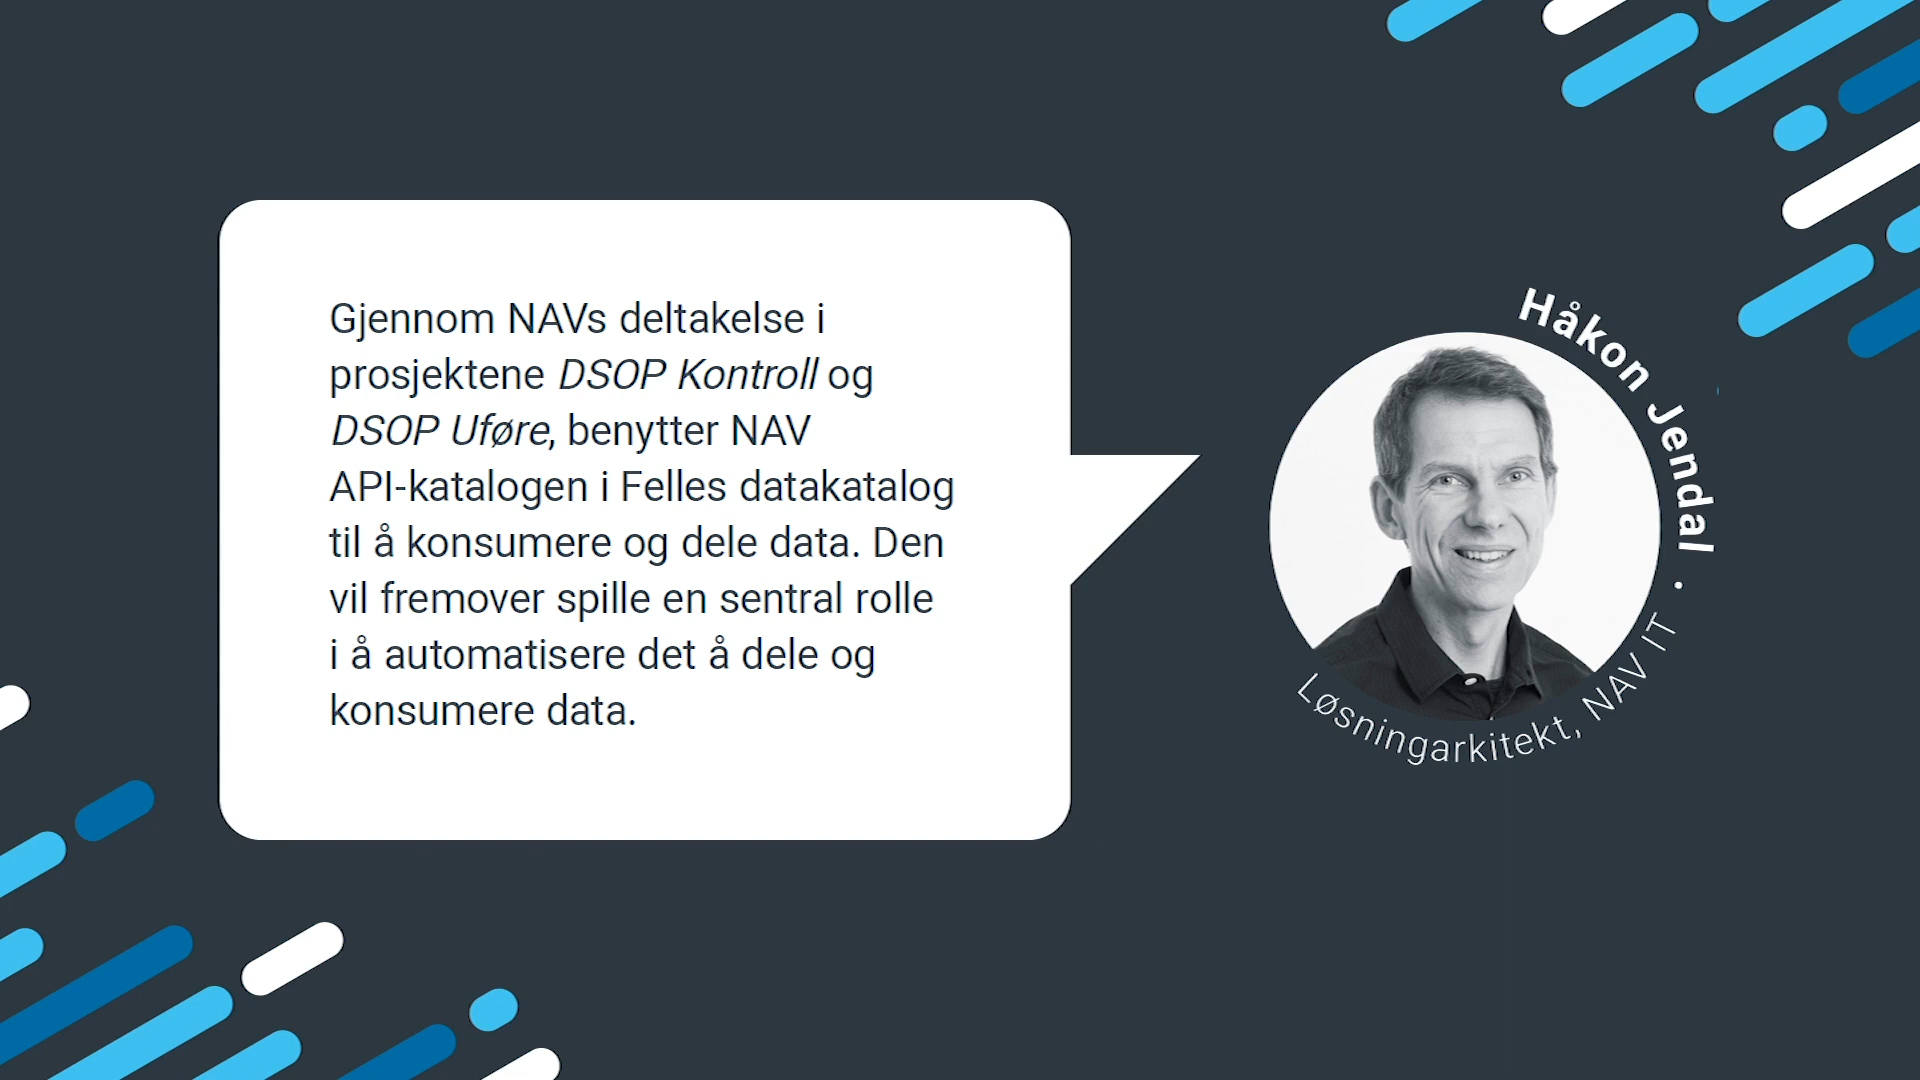 Gjennom NAVs deltakelse i
prosjektene DSOP Kontroll og
DSOP Uføre, benytter NAV
API-katalogen i Felles datakatalog
til å konsumere og dele data. Den
vil fremover spille en sentral rolle
i å automatisere det å dele og
konsumere data.
Håkon Jendal •
Løsningarkitekt, NAV IT